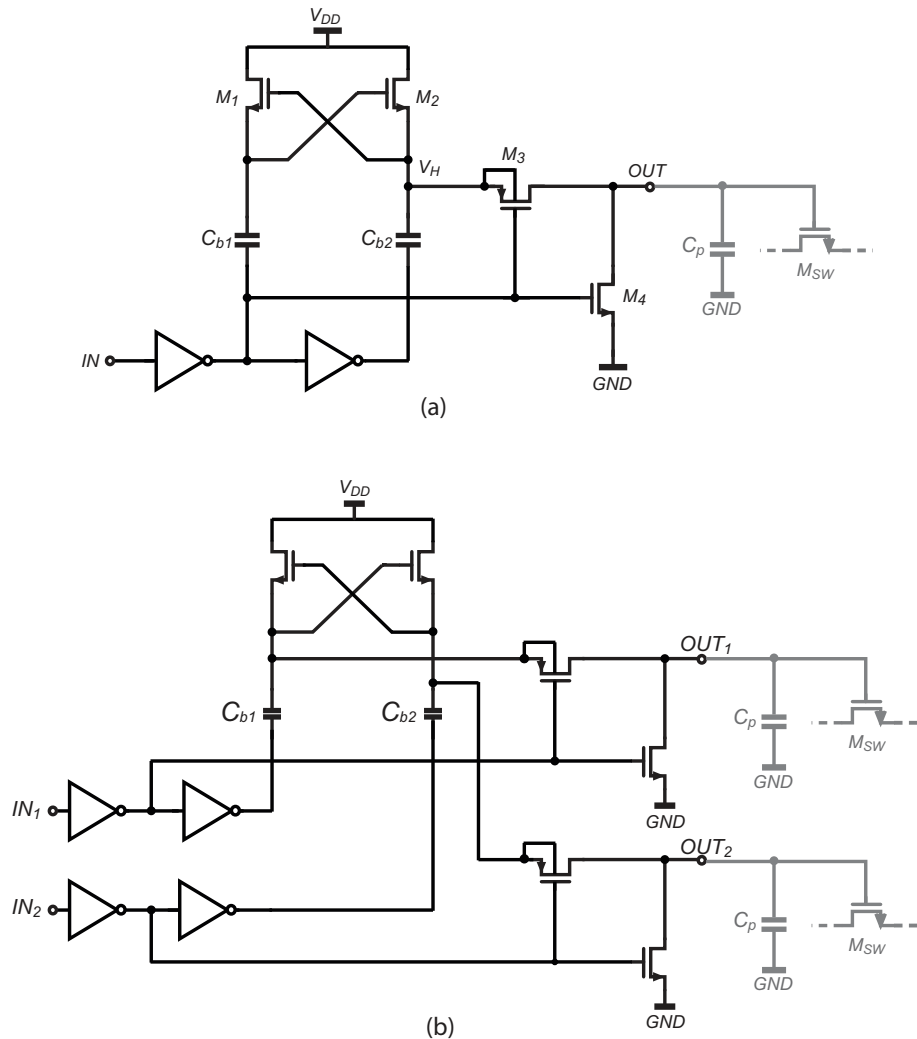 V_DD
M_1
M_2
V_H
M_3
OUT
C_b1
C_b2
C_p
M_SW
M_4
GND
IN
GND
(a)
V_DD
OUT_1
C_b1
C_b2
C_p
M_SW
GND
IN_1
GND
OUT_2
IN_2
C_p
M_SW
GND
GND
(b)